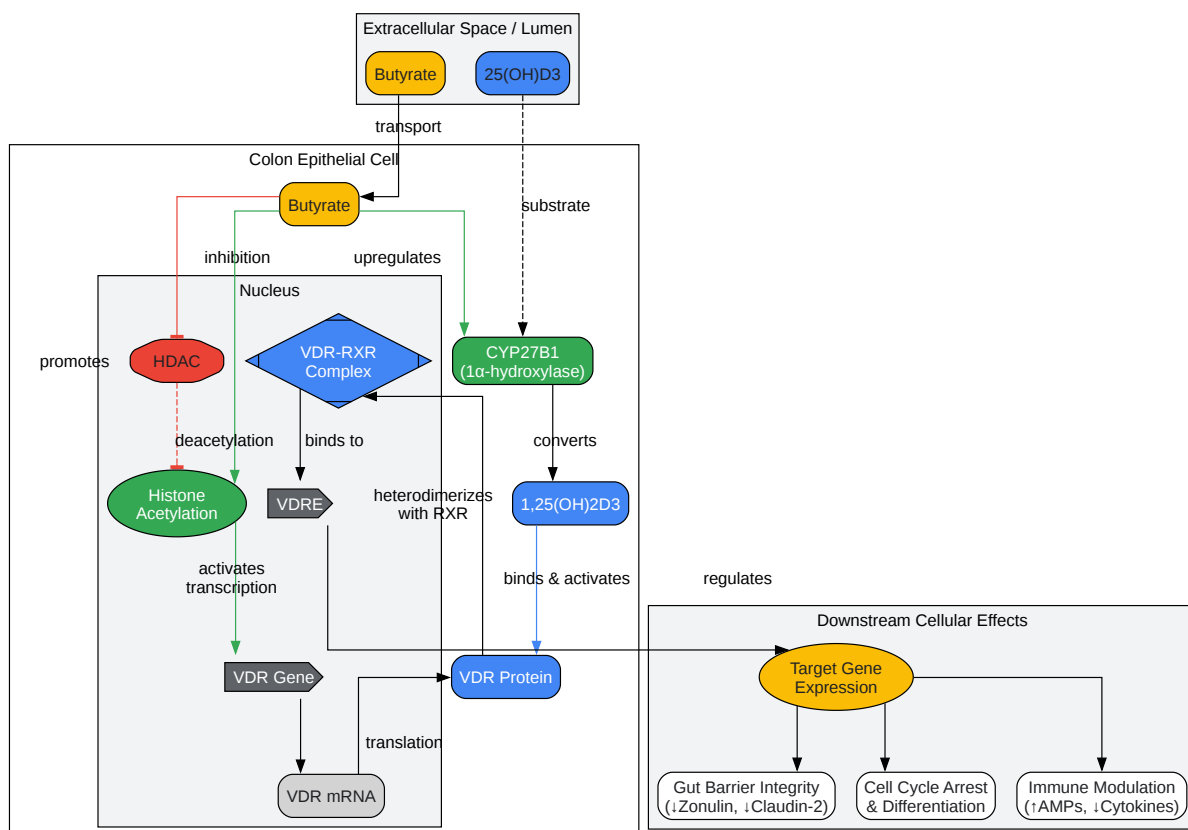 Extracellular Space / Lumen
Butyrate
25(OH)D3
transport
Colon Epithelial Cell
Butyrate
substrate
inhibition
upregulates
Nucleus
promotes
HDAC
VDR-RXR
Complex
CYP27B1
(1α-hydroxylase)
deacetylation
binds to
converts
Histone
Acetylation
VDRE
heterodimerizes
with RXR
1,25(OH)2D3
activates
transcription
binds & activates
regulates
Downstream Cellular Effects
VDR Gene
VDR Protein
Target Gene
Expression
translation
VDR mRNA
Gut Barrier Integrity
(↓Zonulin, ↓Claudin-2)
Cell Cycle Arrest
& Differentiation
Immune Modulation
(↑AMPs, ↓Cytokines)